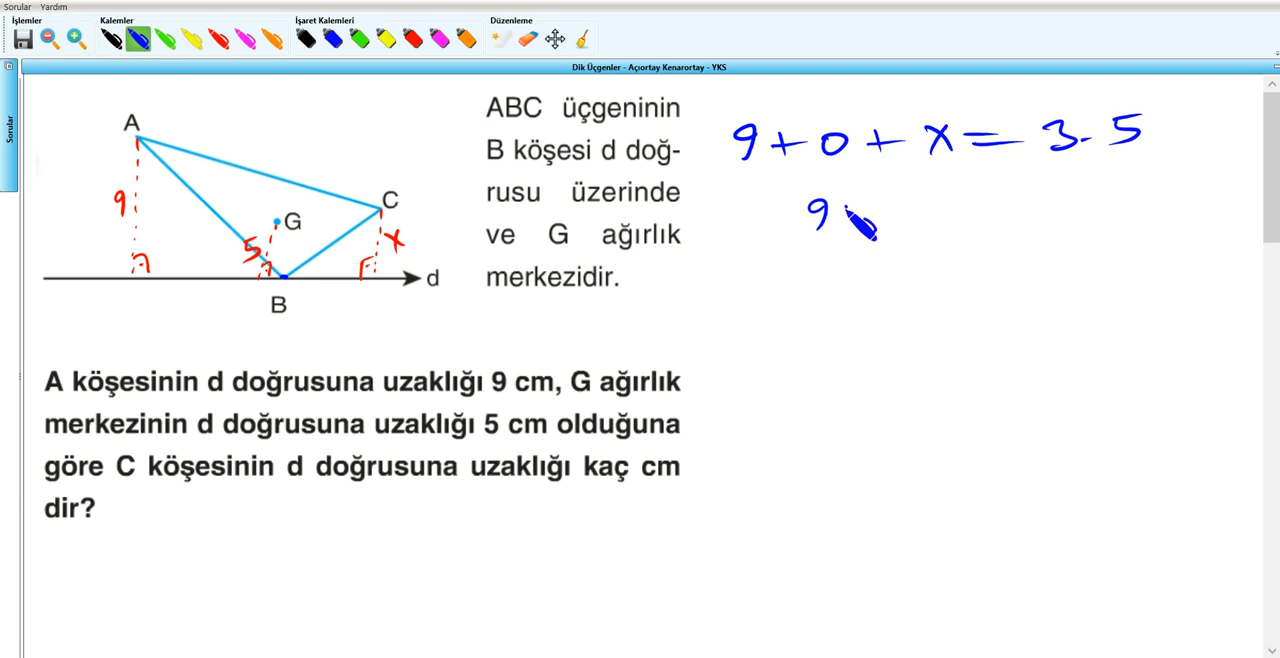 Sorular Yardım
İşlemler Kalemler İşaret Kalemleri Düzenleme
Dik Üçgenler - Açıortay Kenarortay - YKS
Sorular
A
9
G
5
C
x
B
d
ABC üçgeninin
B köşesi d doğ-
rusu üzerinde
ve G ağırlık
merkezidir.
9+0+x=3.5
9
A köşesinin d doğrusuna uzaklığı 9 cm, G ağırlık
merkezinin d doğrusuna uzaklığı 5 cm olduğuna
göre C köşesinin d doğrusuna uzaklığı kaç cm
dir?